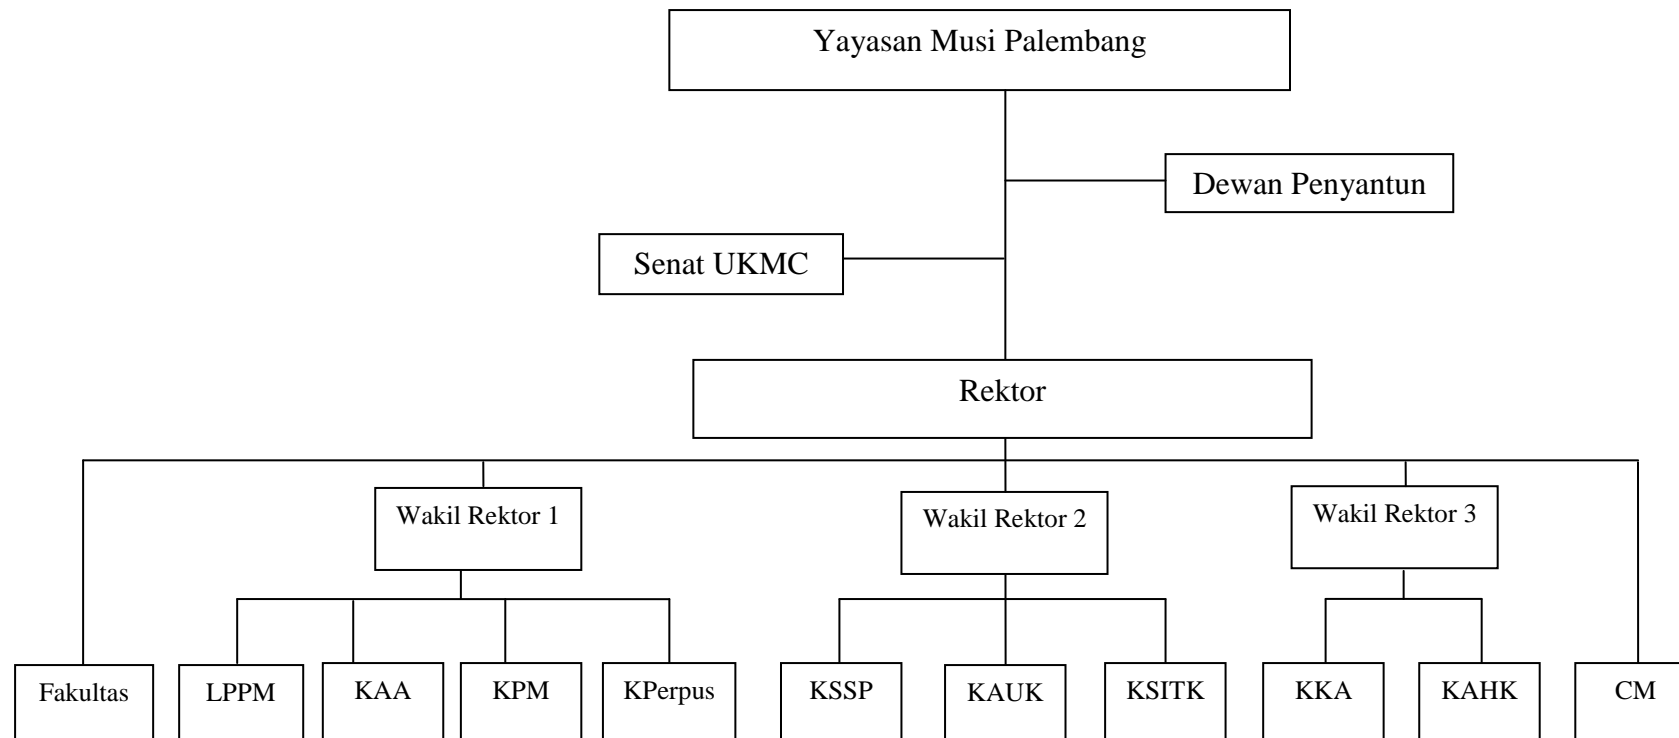 Yayasan Musi Palembang
Dewan Penyantun
Senat UKMC
Rektor
Wakil Rektor 1
Wakil Rektor 2
Wakil Rektor 3
Fakultas
LPPM
KAA
KPM
KPerpus
KSSP
KAUK
KSITK
KKA
KAHK
CM